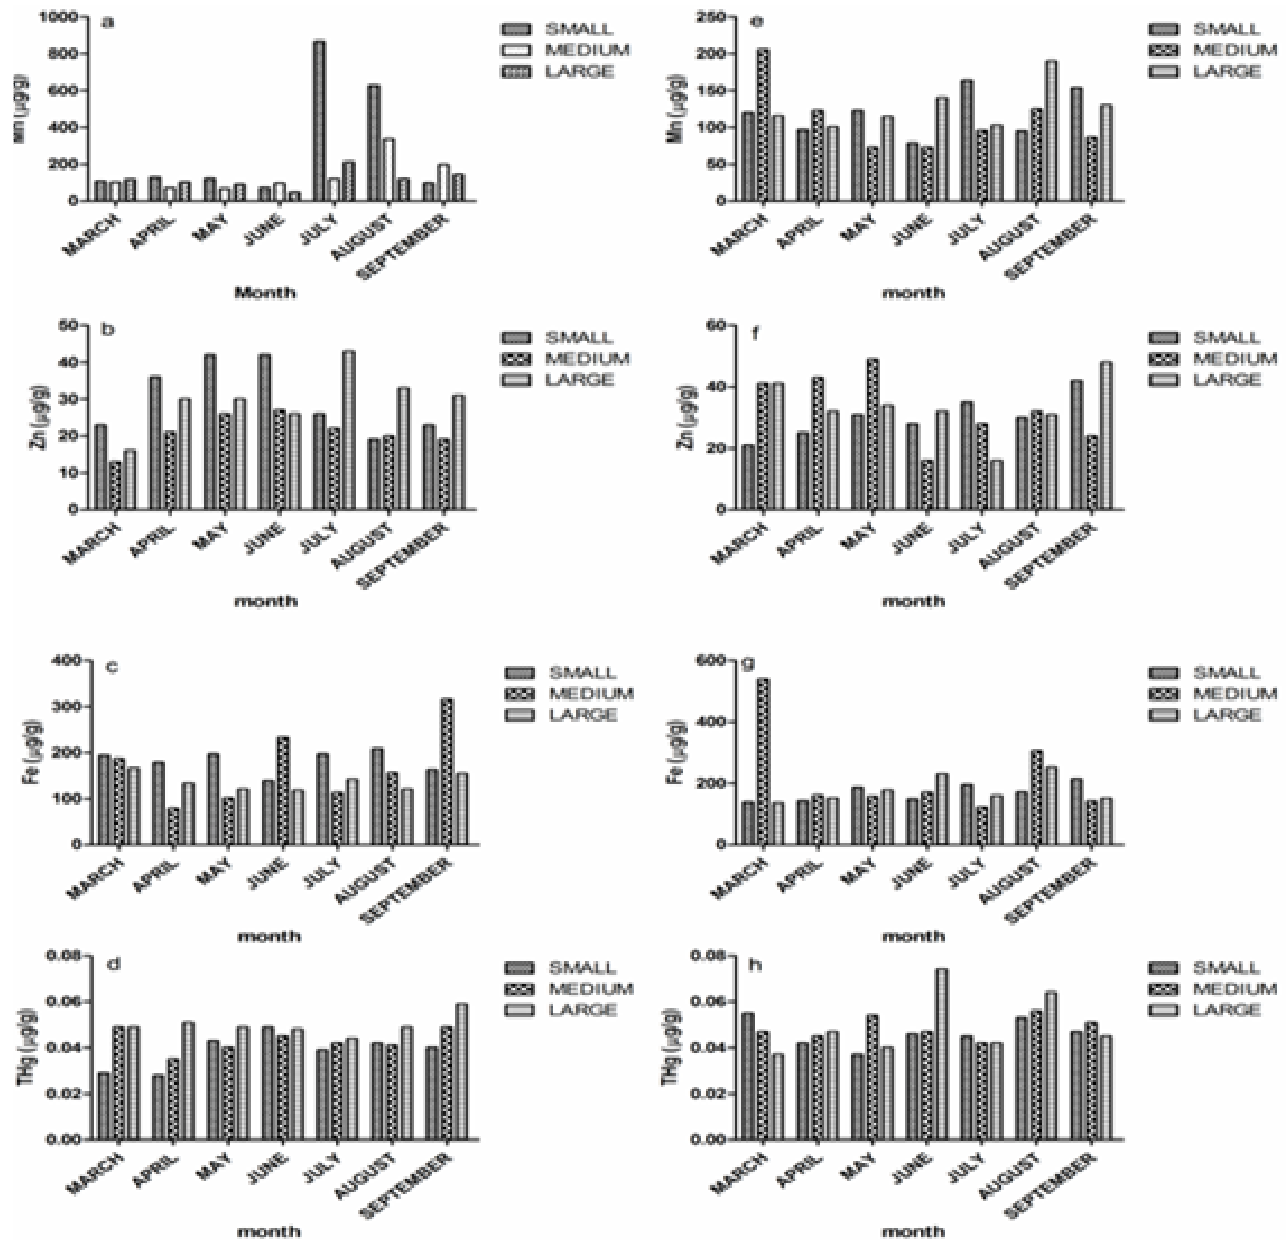 a
1000
800
600
400
200
0
Mn (µg/g)
SMALL
MEDIUM
LARGE
MARCH
APRIL
MAY
JUNE
JULY
AUGUST
SEPTEMBER
Month
e
250
200
150
100
50
0
Mn (µg/g)
SMALL
MEDIUM
LARGE
MARCH
APRIL
MAY
JUNE
JULY
AUGUST
SEPTEMBER
month
b
50
40
30
20
10
0
Zn (µg/g)
SMALL
MEDIUM
LARGE
MARCH
APRIL
MAY
JUNE
JULY
AUGUST
SEPTEMBER
month
f
60
40
20
0
Zn (µg/g)
SMALL
MEDIUM
LARGE
MARCH
APRIL
MAY
JUNE
JULY
AUGUST
SEPTEMBER
month
c
400
300
200
100
0
Fe (µg/g)
SMALL
MEDIUM
LARGE
MARCH
APRIL
MAY
JUNE
JULY
AUGUST
SEPTEMBER
month
g
600
400
200
0
Fe (µg/g)
SMALL
MEDIUM
LARGE
MARCH
APRIL
MAY
JUNE
JULY
AUGUST
SEPTEMBER
month
d
0.08
0.06
0.04
0.02
0.00
THg (µg/g)
SMALL
MEDIUM
LARGE
MARCH
APRIL
MAY
JUNE
JULY
AUGUST
SEPTEMBER
month
h
0.08
0.06
0.04
0.02
0.00
THg (µg/g)
SMALL
MEDIUM
LARGE
MARCH
APRIL
MAY
JUNE
JULY
AUGUST
SEPTEMBER
month